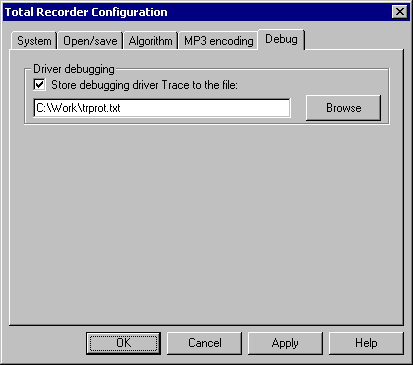 Total Recorder Configuration
System Open/save Algorithm MP3 encoding Debug
Driver debugging
Store debugging driver Trace to the file:
C:\Work\trprot.txt Browse
OK Cancel Apply Help